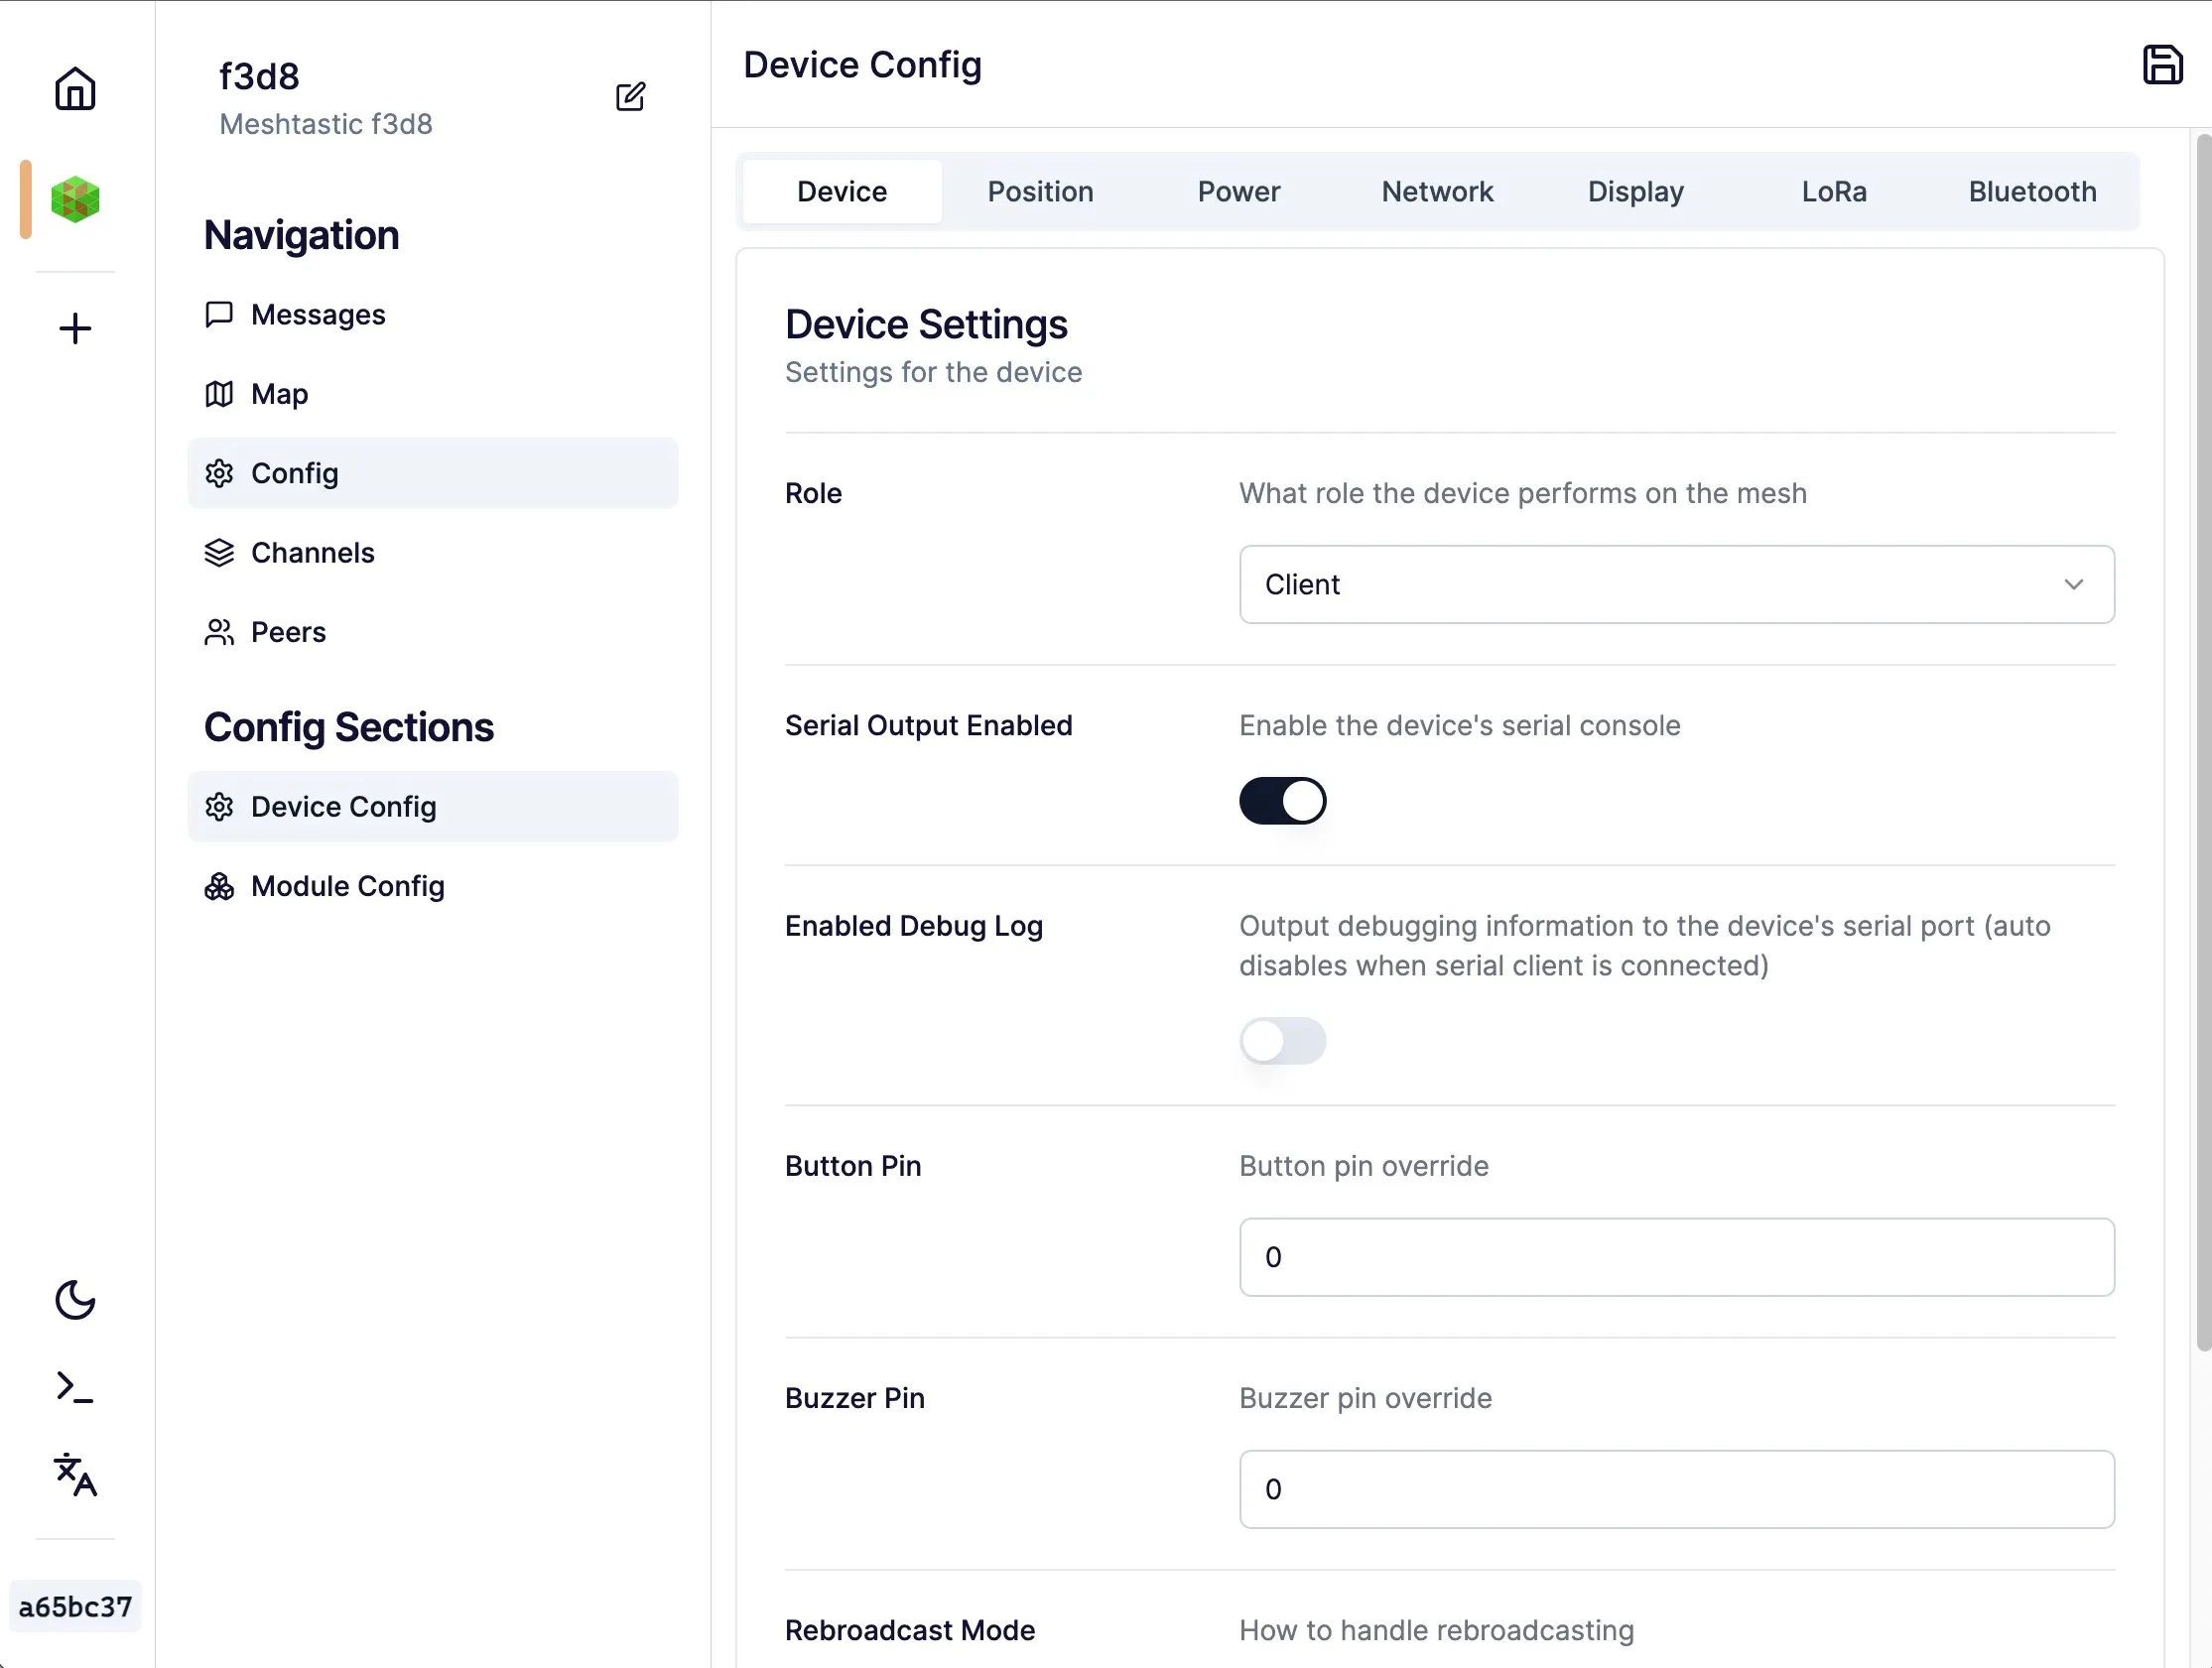 f3d8
Meshtastic f3d8
Navigation
Messages
Map
Config
Channels
Peers
Config Sections
Device Config
Module Config
a65bc37
Device Config
Device
Position
Power
Network
Display
LoRa
Bluetooth
Device Settings
Settings for the device
Role
What role the device performs on the mesh
Client
Serial Output Enabled
Enable the device's serial console
Enabled Debug Log
Output debugging information to the device's serial port (auto
disables when serial client is connected)
Button Pin
Button pin override
0
Buzzer Pin
Buzzer pin override
0
Rebroadcast Mode
How to handle rebroadcasting